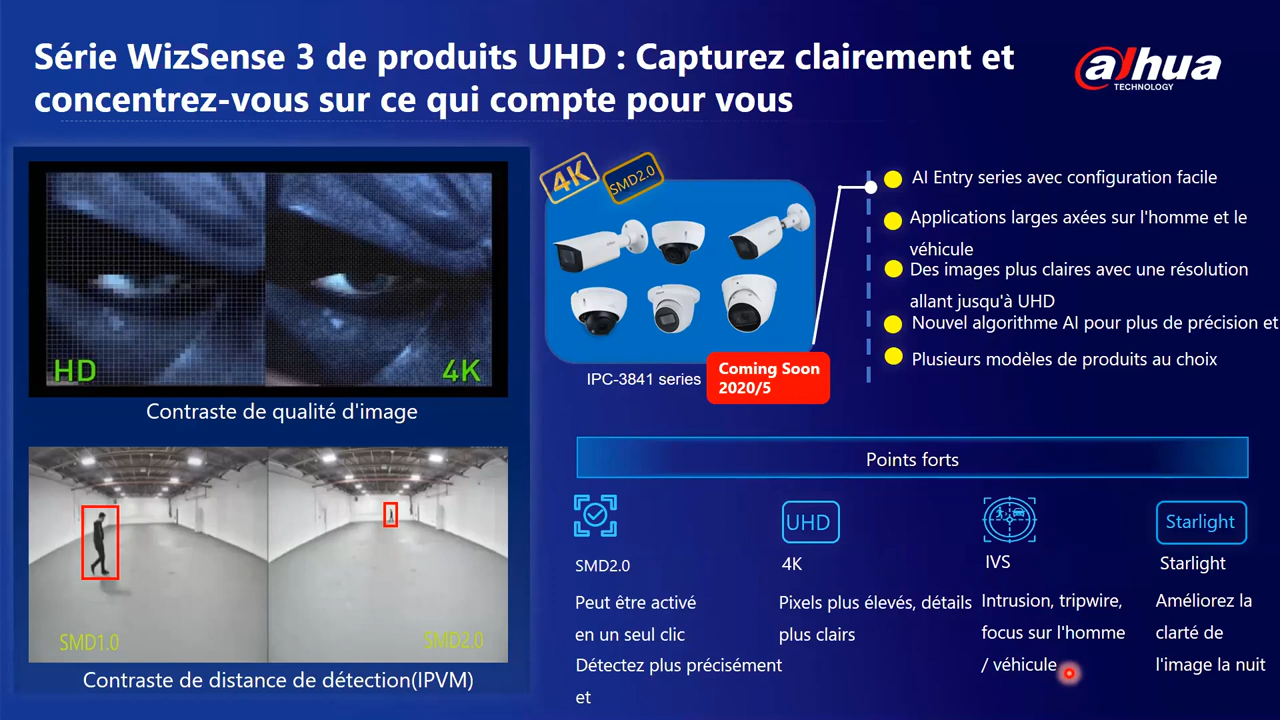 Série WizSense 3 de produits UHD : Capturez clairement et
concentrez-vous sur ce qui compte pour vous
alhua
TECHNOLOGY
HD
4K
Contraste de qualité d'image
SMD1.0
SMD2.0
Contraste de distance de détection(IPVM)
4K
SMD2.0
IPC-3841 series
Coming Soon
2020/5
AI Entry series avec configuration facile
Applications larges axées sur l'homme et le
véhicule
Des images plus claires avec une résolution
allant jusqu'à UHD
Nouvel algorithme AI pour plus de précision et
Plusieurs modèles de produits au choix
Points forts
SMD2.0
Peut être activé
en un seul clic
Détectez plus précisément
et
UHD
4K
Pixels plus élevés, détails
plus clairs
IVS
Intrusion, tripwire,
focus sur l'homme
/ véhicule
Starlight
Starlight
Améliorez la
clarté de
l'image la nuit